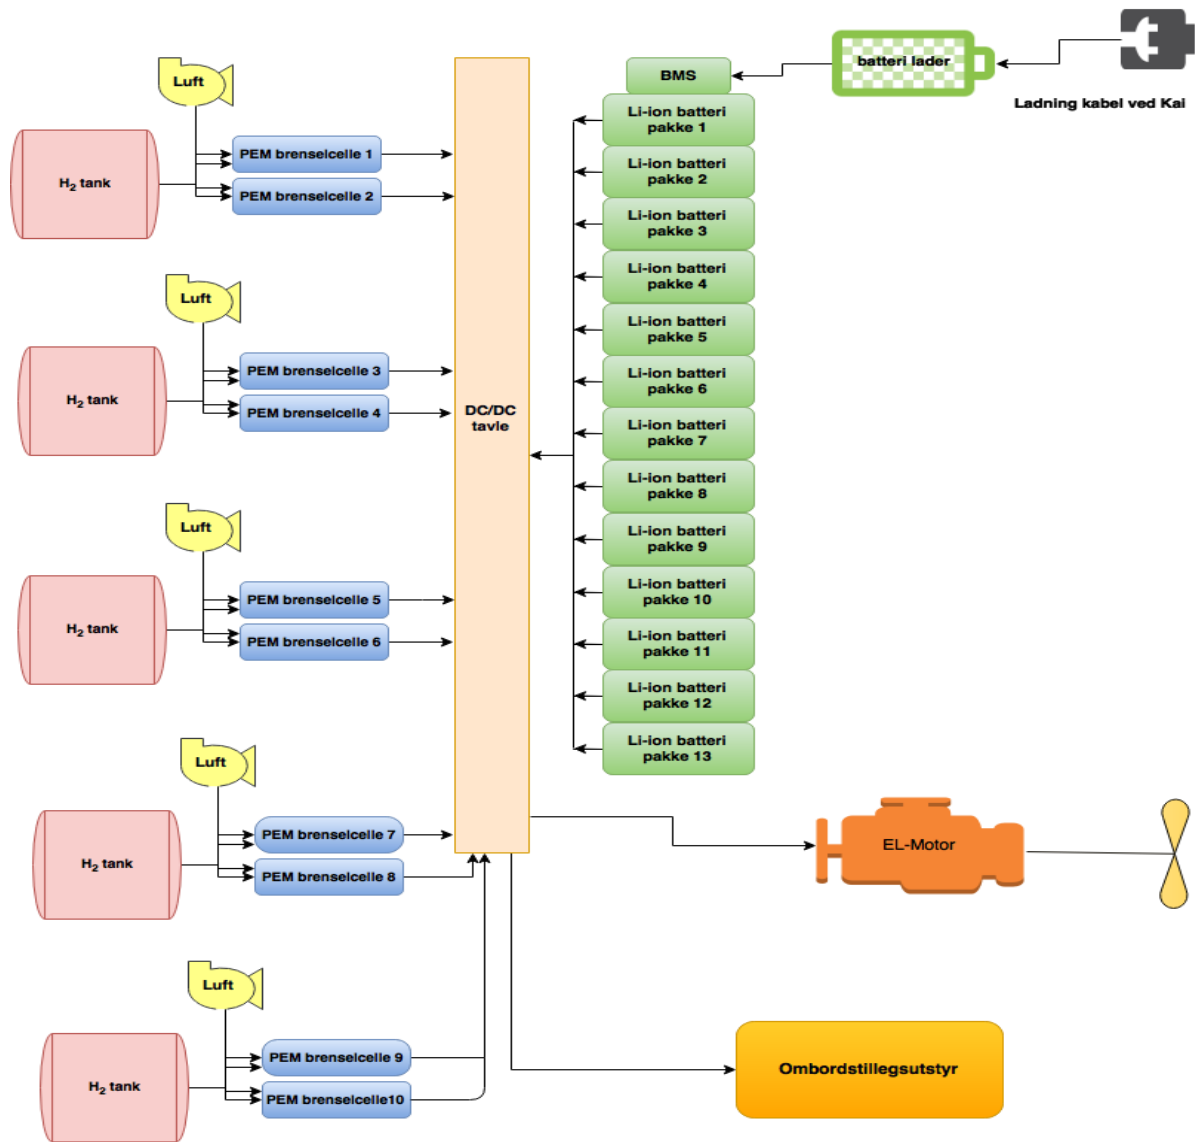 Luft
H₂ tank
PEM brenselcelle 1
PEM brenselcelle 2
Luft
H₂ tank
PEM brenselcelle 3
PEM brenselcelle 4
Luft
H₂ tank
PEM brenselcelle 5
PEM brenselcelle 6
Luft
H₂ tank
PEM brenselcelle 7
PEM brenselcelle 8
Luft
H₂ tank
PEM brenselcelle 9
PEM brenselcelle10
DC/DC
tavle
BMS
Li-ion batteri
pakke 1
Li-ion batteri
pakke 2
Li-ion batteri
pakke 3
Li-ion batteri
pakke 4
Li-ion batteri
pakke 5
Li-ion batteri
pakke 6
Li-ion batteri
pakke 7
Li-ion batteri
pakke 8
Li-ion batteri
pakke 9
Li-ion batteri
pakke 10
Li-ion batteri
pakke 11
Li-ion batteri
pakke 12
Li-ion batteri
pakke 13
batteri lader
Ladning kabel ved Kai
EL-Motor
Ombordstillegsutstyr